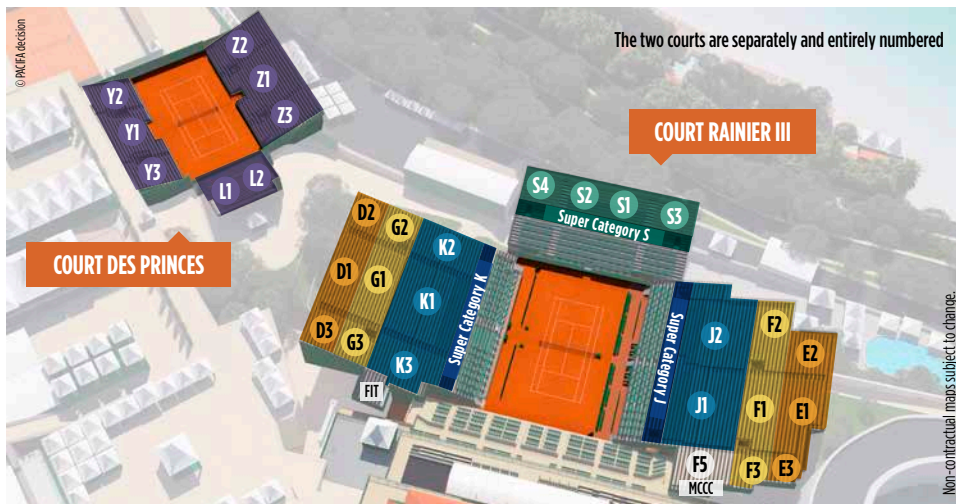 © PACIFA decision
The two courts are separately and entirely numbered
COURT RAINIER III
COURT DES PRINCES
Z2
Z1
Z3
Y2
Y1
Y3
L1
L2
S4
S2
S1
S3
Super Category S
D2
G2
K2
D1
G1
K1
D3
G3
K3
Super Category K
FIT
Super Category J
J2
J1
F2
E2
F1
E1
F5
F3
E3
MCCC
Non-contractual maps subject to change.